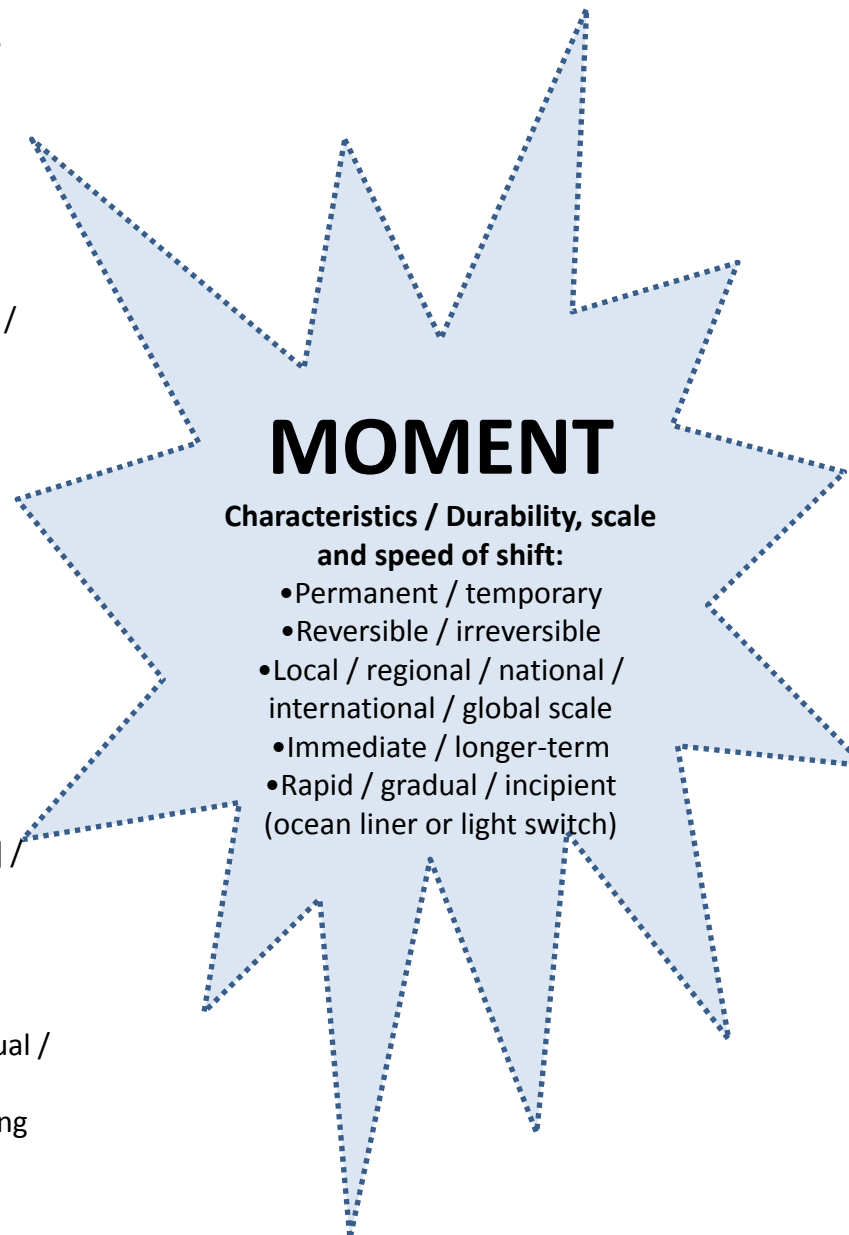 /
MOMENT
Characteristics / Durability, scale
and speed of shift:
•Permanent / temporary
•Reversible / irreversible
•Local / regional / national /
international / global scale
•Immediate / longer-term
•Rapid / gradual / incipient
(ocean liner or light switch)
/
/